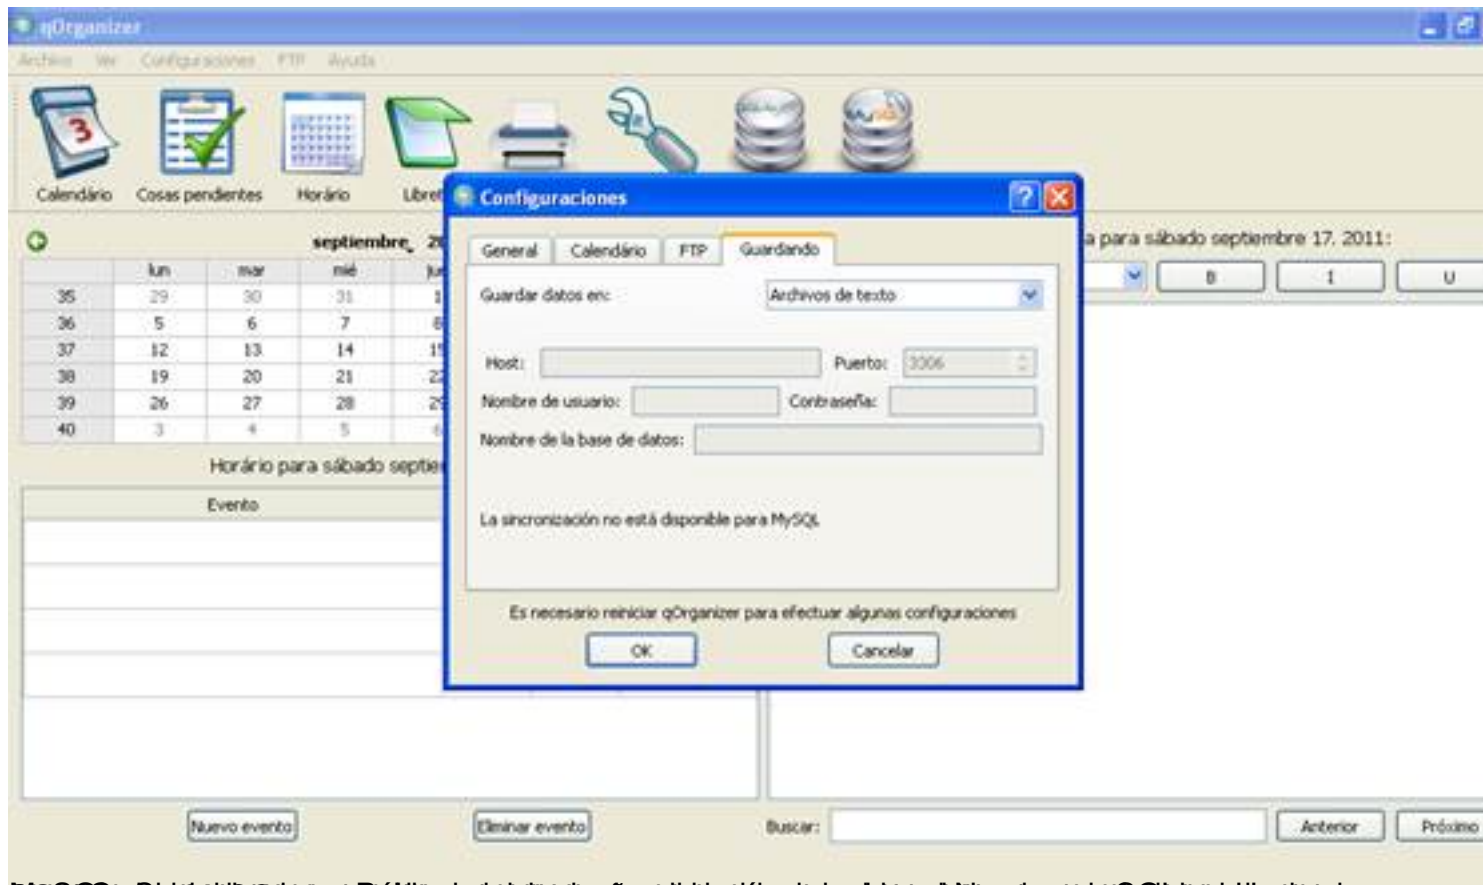 qOrganizer
Archivo Ver Configuraciones FTP Ayuda
3
MySQL
Calendário Cosas pendientes Horário
Configuraciones
General Calendário FTP Guardando
Guardar datos en: Archivos de texto
Host: Puerto: 3306
Nombre de usuario: Contraseña:
Nombre de la base de datos:
La sincronización no está disponible para MySQL
Es necesario reiniciar qOrganizer para efectuar algunas configuraciones
OK Cancelar
septiembre,
lun mar mié
35 29 30 31 1
36 5 6 7
37 12 13 14
38 19 20 21
39 26 27 28
40 3 4 5
Horário para sábado
Evento
Nuevo evento Eliminar evento
a para sábado septiembre 17, 2011:
B I U
Buscar: Anterior Próximo